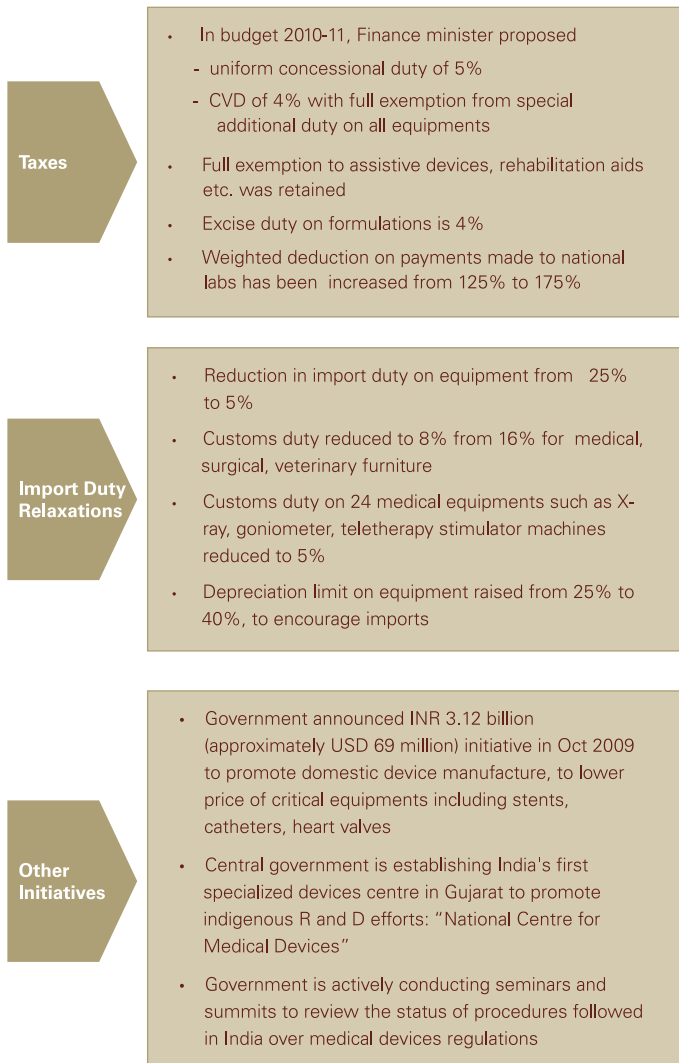 Taxes
• In budget 2010-11, Finance minister proposed
- uniform concessional duty of 5%
- CVD of 4% with full exemption from special
additional duty on all equipments
• Full exemption to assistive devices, rehabilitation aids
etc. was retained
• Excise duty on formulations is 4%
• Weighted deduction on payments made to national
labs has been increased from 125% to 175%
Import Duty
Relaxations
• Reduction in import duty on equipment from 25%
to 5%
• Customs duty reduced to 8% from 16% for medical,
surgical, veterinary furniture
• Customs duty on 24 medical equipments such as X-
ray, goniometer, teletherapy stimulator machines
reduced to 5%
• Depreciation limit on equipment raised from 25% to
40%, to encourage imports
Other
Initiatives
• Government announced INR 3.12 billion
(approximately USD 69 million) initiative in Oct 2009
to promote domestic device manufacture, to lower
price of critical equipments including stents,
catheters, heart valves
• Central government is establishing India's first
specialized devices centre in Gujarat to promote
indigenous R and D efforts: “National Centre for
Medical Devices”
• Government is actively conducting seminars and
summits to review the status of procedures followed
in India over medical devices regulations